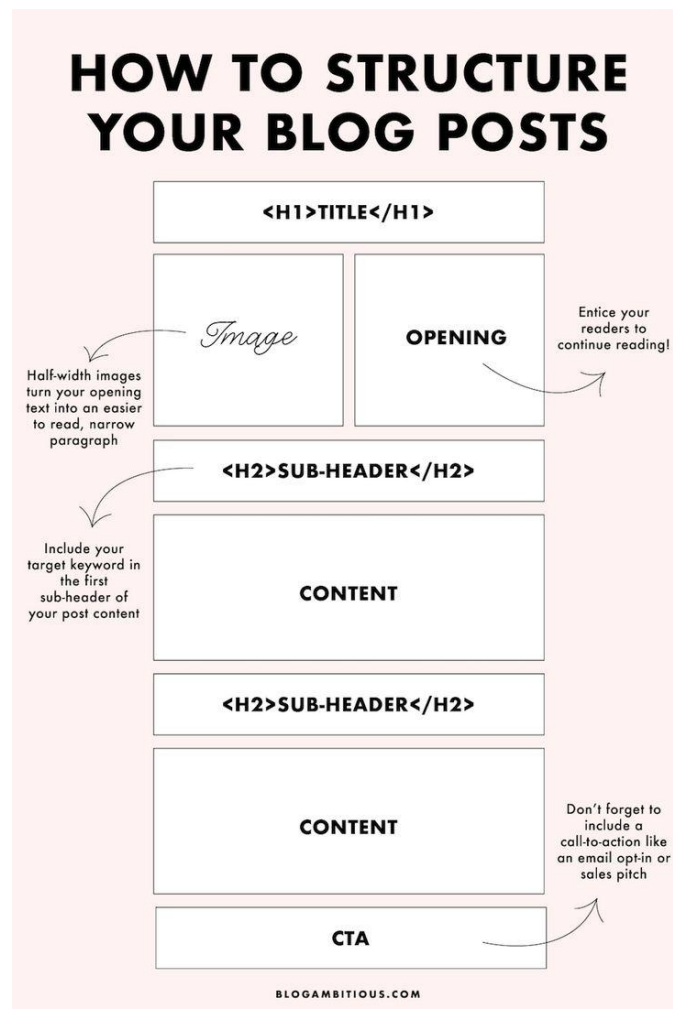 HOW TO STRUCTURE
YOUR BLOG POSTS
<H1>TITLE</H1>
Image
OPENING
Entice your
readers to
continue reading!
Half-width images
turn your opening
text into an easier
to read, narrow
paragraph
<H2>SUB-HEADER</H2>
Include your
target keyword in
the first
sub-header of
your post content
CONTENT
<H2>SUB-HEADER</H2>
CONTENT
Don't forget to
include a
call-to-action like
an email opt-in or
sales pitch
CTA
BLOGAMBITIOUS.COM